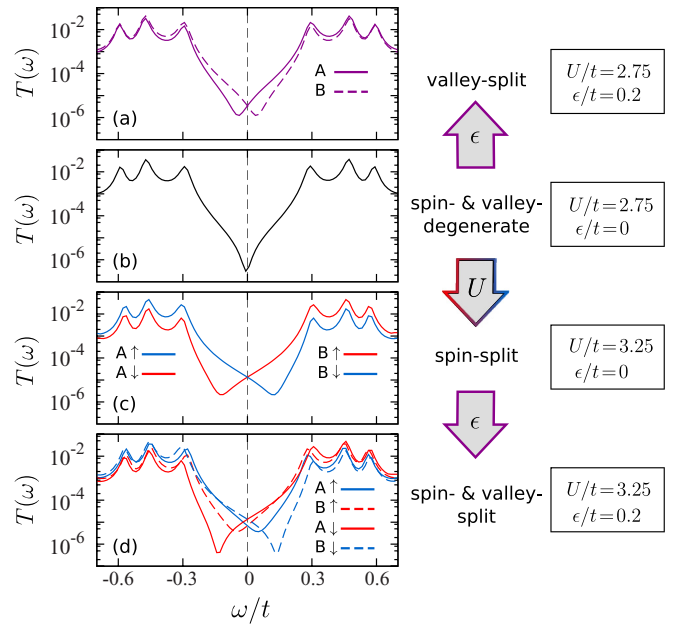 10⁻²
10⁻⁴
10⁻⁶
T(ω)
A
B
(a)
valley-split
ϵ
U/t=2.75
ϵ/t=0.2
10⁻²
10⁻⁴
10⁻⁶
T(ω)
(b)
spin- & valley-
degenerate
U/t=2.75
ϵ/t=0
U
10⁻²
10⁻⁴
10⁻⁶
T(ω)
A↑
A↓
B↑
B↓
(c)
spin-split
U/t=3.25
ϵ/t=0
ϵ
10⁻²
10⁻⁴
10⁻⁶
T(ω)
A↑
B↑
A↓
B↓
(d)
spin- & valley-
split
U/t=3.25
ϵ/t=0.2
-0.6 -0.3 0 0.3 0.6
ω/t